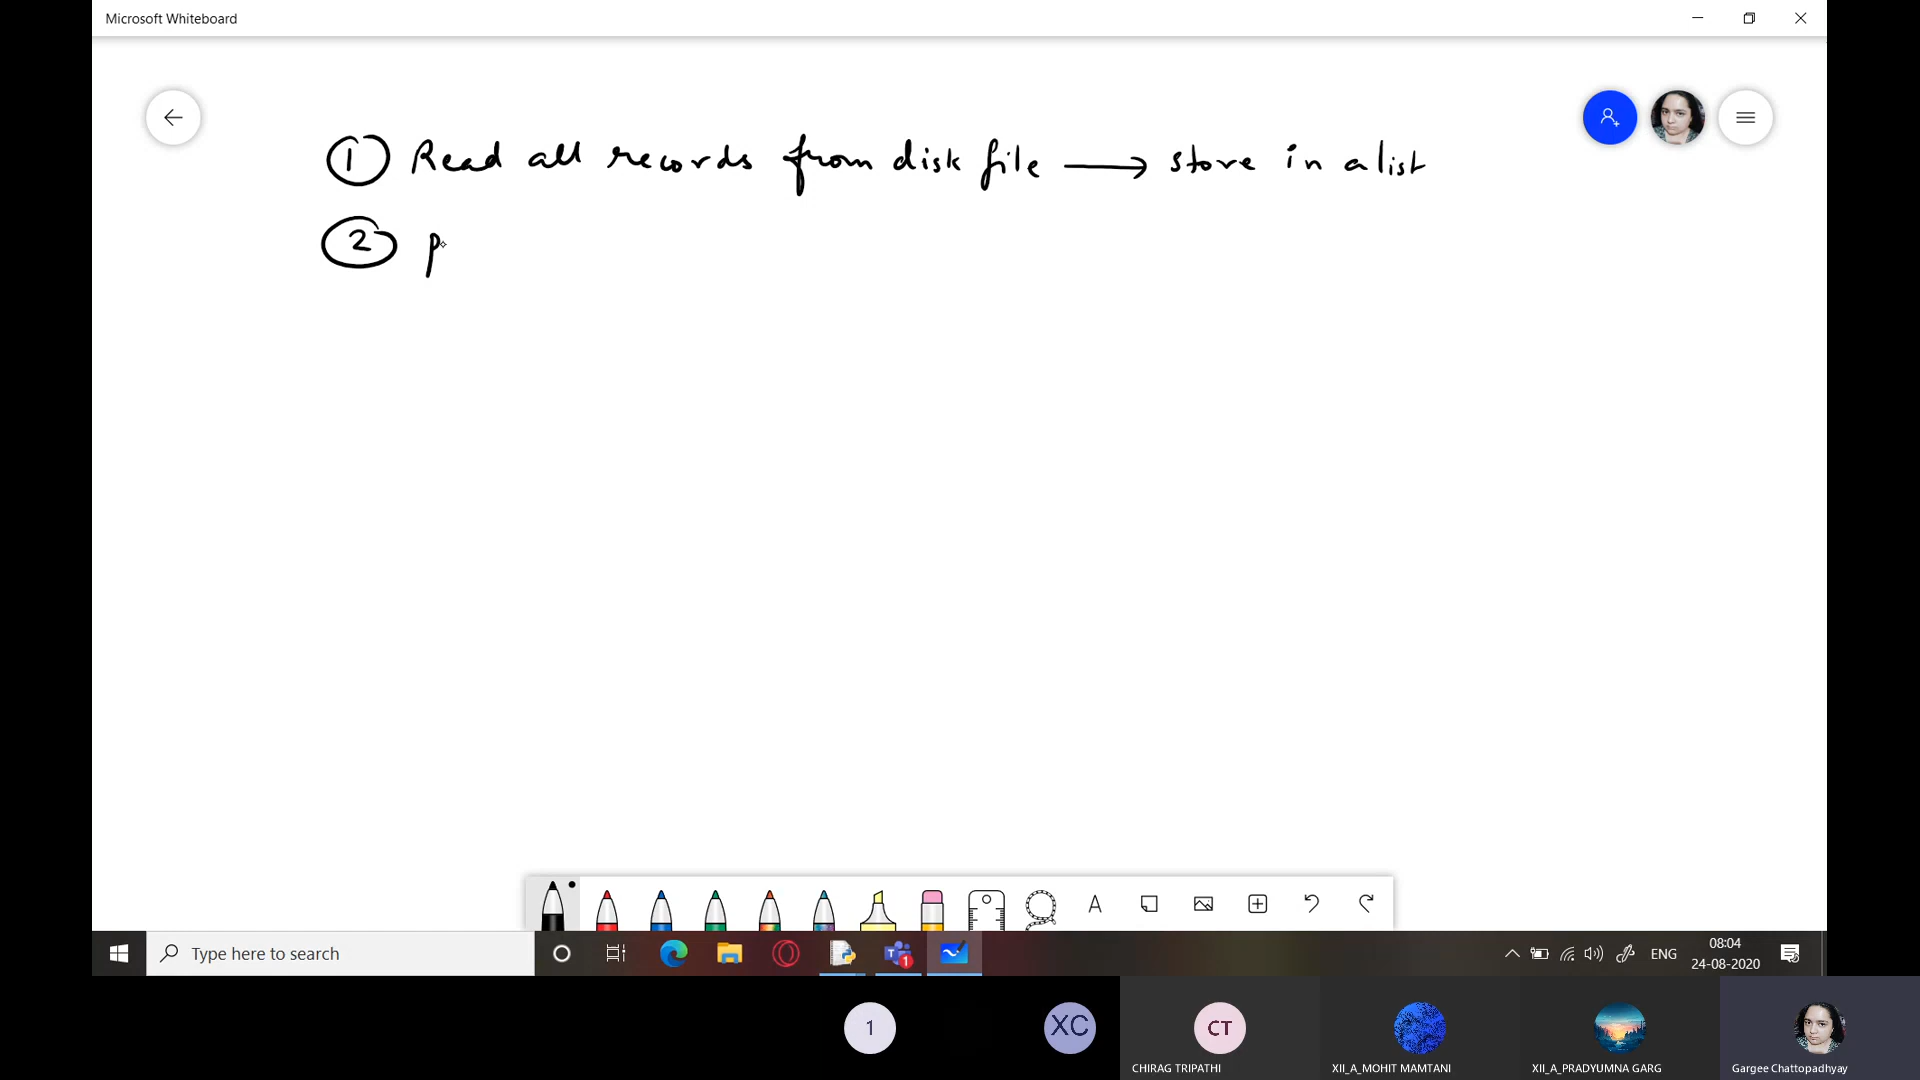 Microsoft Whiteboard
1 Read all records from disk file → store in a list
2 p
A
Type here to search
1
ENG
08:04
24-08-2020
1
XC
CT
CHIRAG TRIPATHI
XII_A_MOHIT MAMTANI
XII_A_PRADYUMNA GARG
Gargee Chattopadhyay